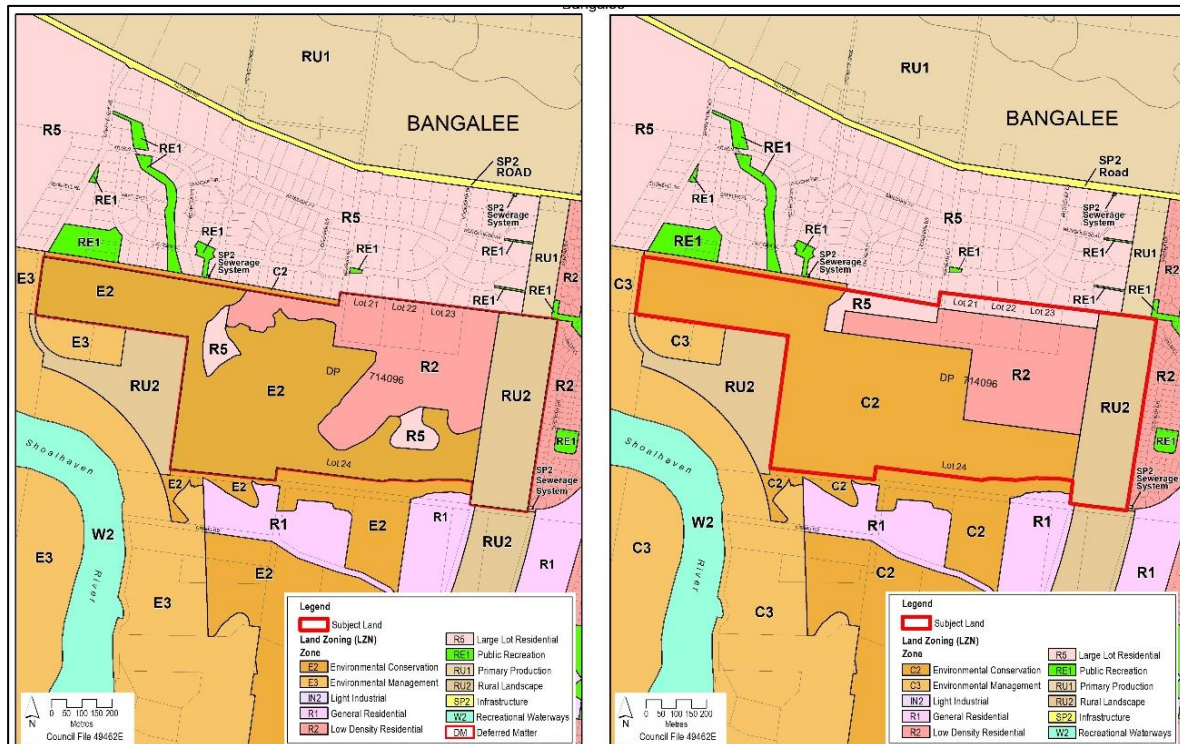 Bangalee
RU1
BANGALEE
R5
RE1
SP2
ROAD
RE1
R5
SP2
Sewerage
System
RE1
RE1
RE1
RE1
RU1
R2
SP2
Sewerage
System
C2
E3
E2
Lot 21
Lot 22
Lot 23
RE1
RE1
E3
R5
R2
R2
RU2
E2
DP 714096
RU2
R5
RE1
Shoalhaven
Lot 24
SP2
Sewerage
System
E2
E2
R1
E2
R1
W2
RU2
R1
E3
River
E3
E2
Legend
Subject Land
Land Zoning (LZN)
Zone
E2 Environmental Conservation
E3 Environmental Management
IN2 Light Industrial
R1 General Residential
R2 Low Density Residential
R5 Large Lot Residential
RE1 Public Recreation
RU1 Primary Production
RU2 Rural Landscape
SP2 Infrastructure
W2 Recreational Waterways
DM Deferred Matter
N
0 50 100 150 200
Metres
Council File 49462E
RU1
BANGALEE
R5
RE1
SP2
Road
RE1
R5
SP2
Sewerage
System
RE1
RE1
RE1
RE1
RU1
R2
SP2
Sewerage
System
C3
C2
R5
Lot 21
Lot 22
Lot 23
RE1
RE1
C3
R2
R2
RU2
DP 714096
C2
RU2
RE1
Shoalhaven
Lot 24
SP2
Sewerage
System
C2
C2
R1
C2
R1
W2
RU2
R1
C3
River
C3
C2
Legend
Subject Land
Land Zoning (LZN)
Zone
C2 Environmental Conservation
C3 Environmental Management
IN2 Light Industrial
R1 General Residential
R2 Low Density Residential
R5 Large Lot Residential
RE1 Public Recreation
RU1 Primary Production
RU2 Rural Landscape
SP2 Infrastructure
W2 Recreational Waterways
N
0 50 100 150 200
Metres
Council File 49462E